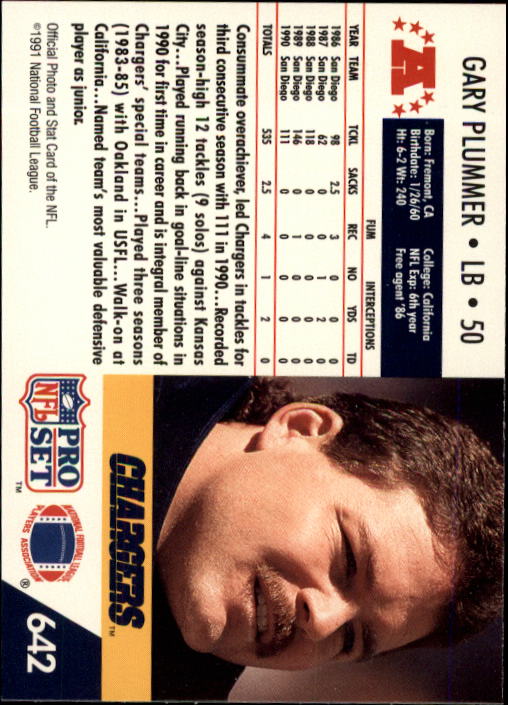 GARY PLUMMER • LB • 50
A
Born: Fremont, CA
Birthdate: 1/26/60
Ht: 6-2 Wt: 240
College: California
NFL Exp: 6th year
Free agent '86
FUM INTERCEPTIONS
YEAR TEAM TCKL SACKS REC NO YDS TD
1986 San Diego 98 2.5 3 0 0 0
1987 San Diego 62 0 0 1 2 0
1988 San Diego 118 0 0 0 0 0
1989 San Diego 146 0 1 0 0 0
1990 San Diego 111 0 0 0 0 0
TOTALS 535 2.5 4 1 2 0
Consummate overachiever, led Chargers in tackles for
third consecutive season with 111 in 1990...Recorded
season-high 12 tackles (9 solos) against Kansas
City...Played running back in goal-line situations in
1990 for first time in career and is integral member of
Chargers' special teams...Played three seasons
(1983-85) with Oakland in USFL...Walk-on at
California...Named team's most valuable defensive
player as junior.
Official Photo and Stat Card of the NFL.
©1991 National Football League.
CHARGERS™
PRO
NFL
SET™
NATIONAL FOOTBALL LEAGUE
PLAYERS ASSOCIATION
®
642